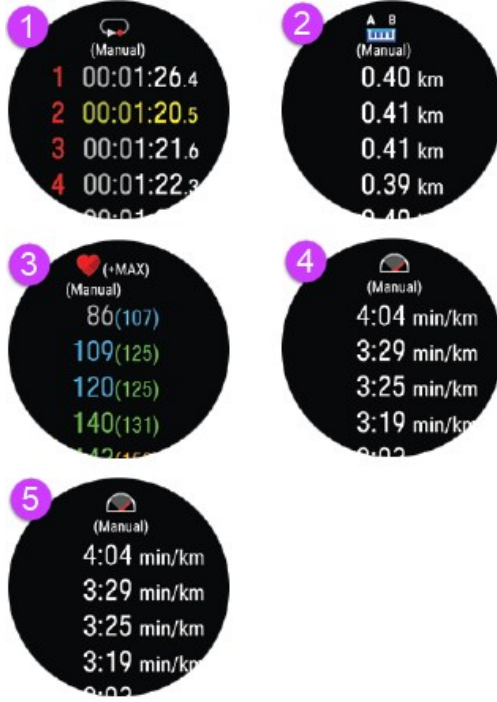 1
(Manual)
1 00:01:26.4
2 00:01:20.5
3 00:01:21.6
4 00:01:22.3
2
A B
(Manual)
0.40 km
0.41 km
0.41 km
0.39 km
3
(+MAX)
(Manual)
86(107)
109(125)
120(125)
140(131)
4
(Manual)
4:04 min/km
3:29 min/km
3:25 min/km
3:19 min/km
5
(Manual)
4:04 min/km
3:29 min/km
3:25 min/km
3:19 min/km